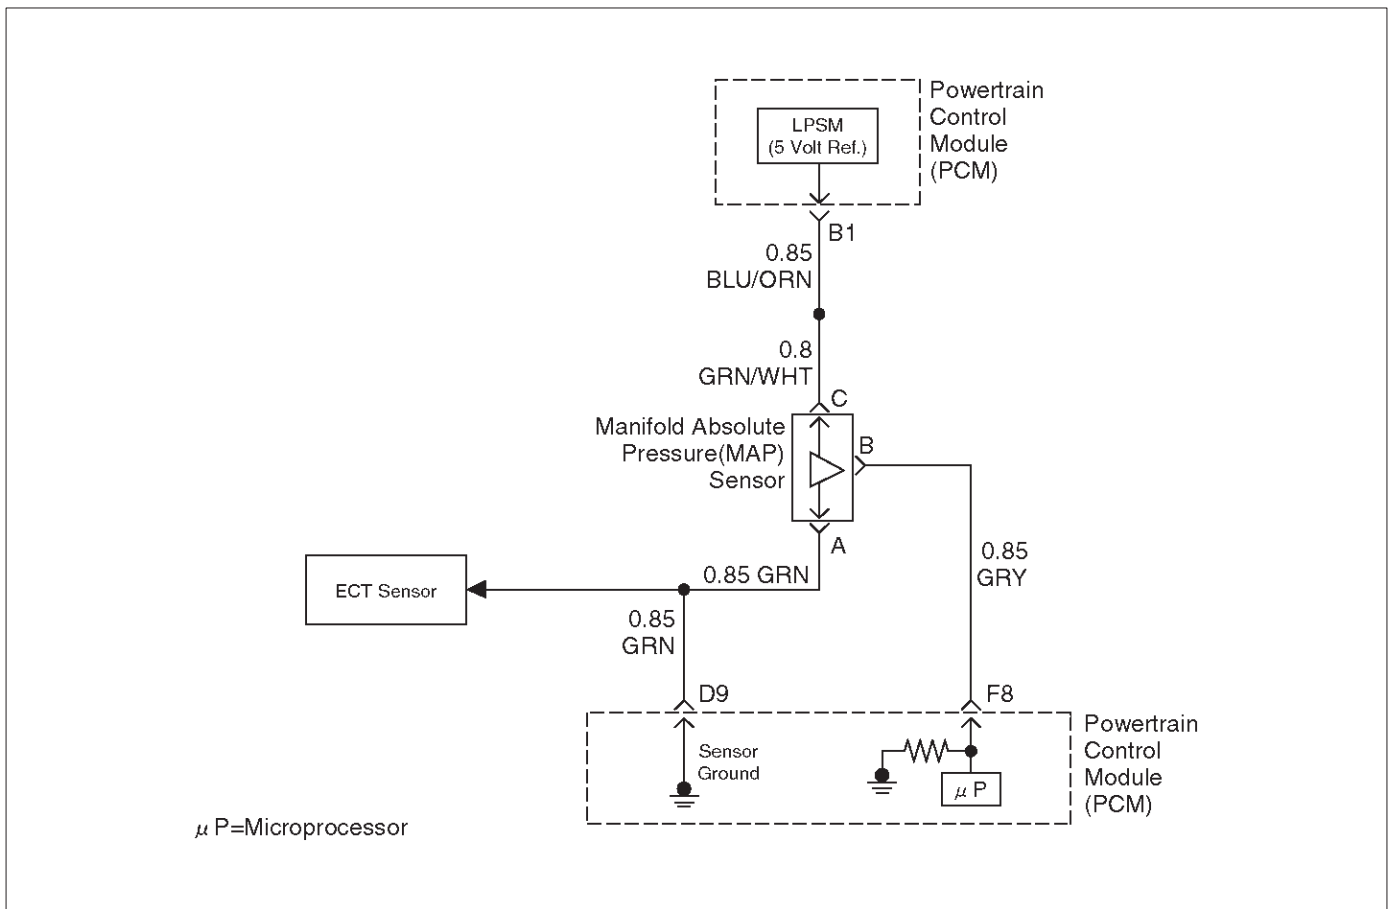 Powertrain
Control
Module
(PCM)
LPSM
(5 Volt Ref.)
B1
0.85
BLU/ORN
0.8
GRN/WHT
C
Manifold Absolute
Pressure(MAP)
Sensor
B
A
0.85
GRY
0.85 GRN
ECT Sensor
0.85
GRN
D9
F8
Sensor
Ground
μ P
Powertrain
Control
Module
(PCM)
μ P=Microprocessor